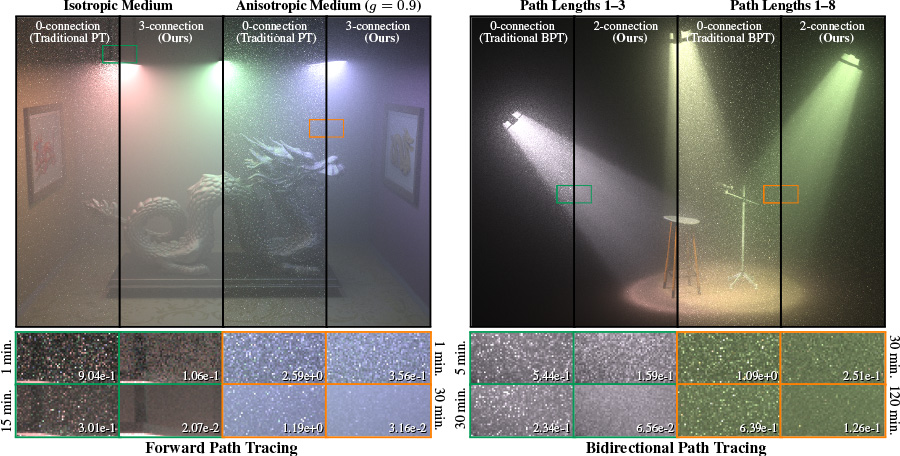 Isotropic Medium
Anisotropic Medium (g = 0.9)
0-connection
(Traditional PT)
3-connection
(Ours)
0-connection
(Traditional PT)
3-connection
(Ours)
1 min.
9.04e-1
1.06e-1
2.59e+0
3.56e-1
1 min.
15 min.
3.01e-1
2.07e-2
1.19e+0
3.16e-2
30 min.
Forward Path Tracing
Path Lengths 1–3
Path Lengths 1–8
0-connection
(Traditional BPT)
2-connection
(Ours)
0-connection
(Traditional BPT)
2-connection
(Ours)
5 min.
5.44e-1
1.59e-1
1.09e+0
2.51e-1
30 min.
30 min.
2.34e-1
6.56e-2
6.39e-1
1.26e-1
120 min.
Bidirectional Path Tracing